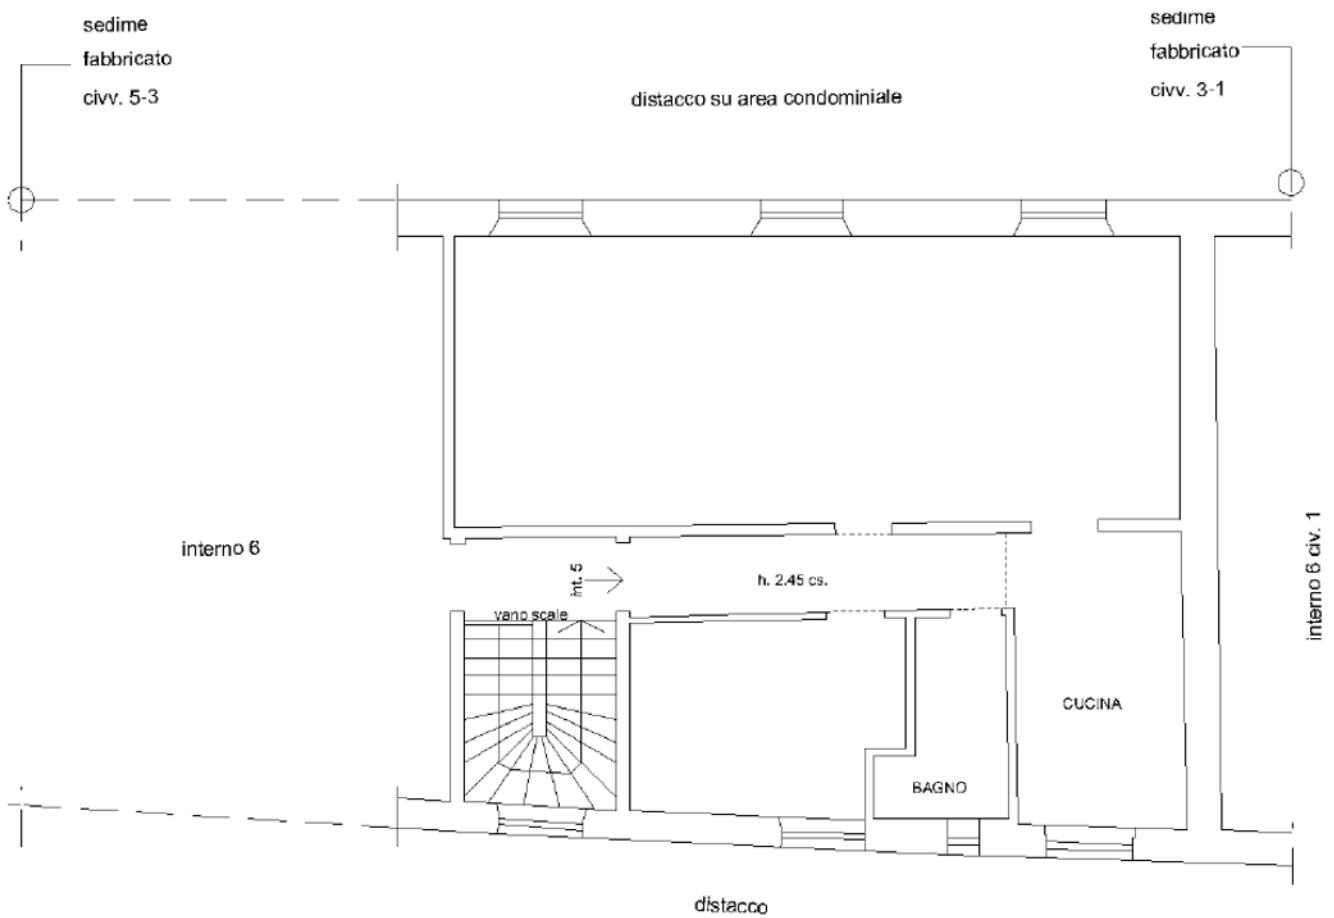 sedime
fabbricato
civv. 5-3
distacco su area condominiale
sedime
fabbricato
civv. 3-1
interno 6
int. 5
h. 2.45 cs.
vano scale
interno 6 civ. 1
CUCINA
BAGNO
distacco